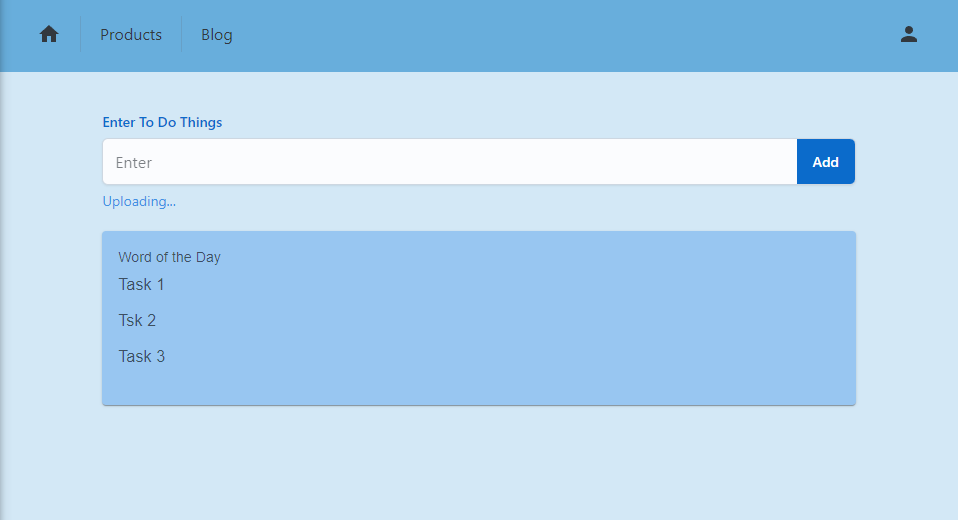 Products Blog
Enter To Do Things
Enter Add
Uploading...
Word of the Day
Task 1
Tsk 2
Task 3